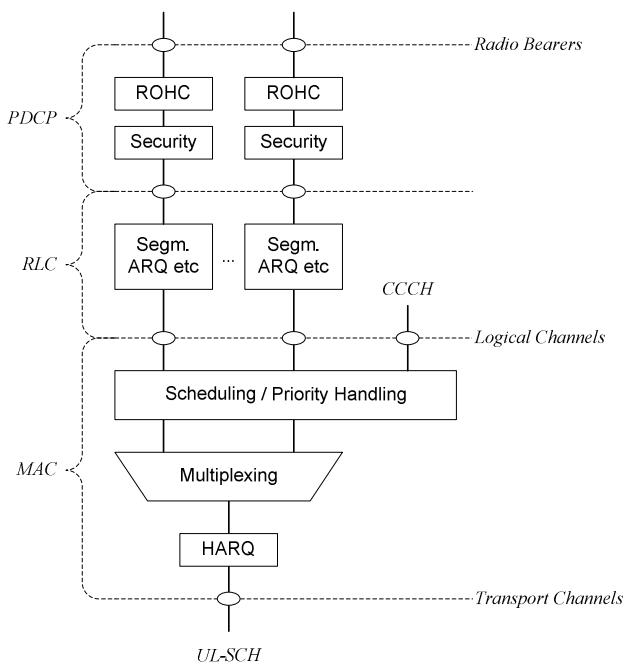 Radio Bearers
ROHC
ROHC
PDCP
Security
Security
Segm.
ARQ etc
...
Segm.
ARQ etc
RLC
CCCH
Logical Channels
Scheduling / Priority Handling
MAC
Multiplexing
HARQ
Transport Channels
UL-SCH